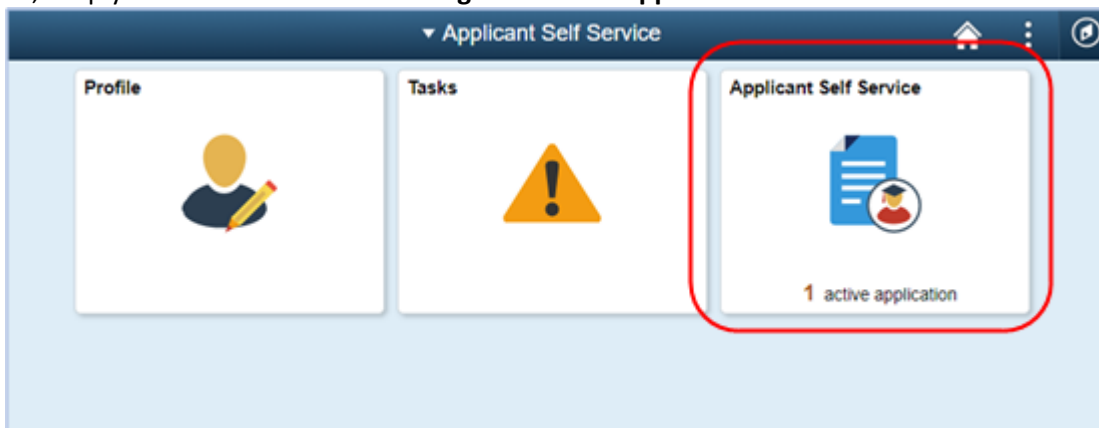 ▾ Applicant Self Service
Profile
Tasks
Applicant Self Service
1 active application